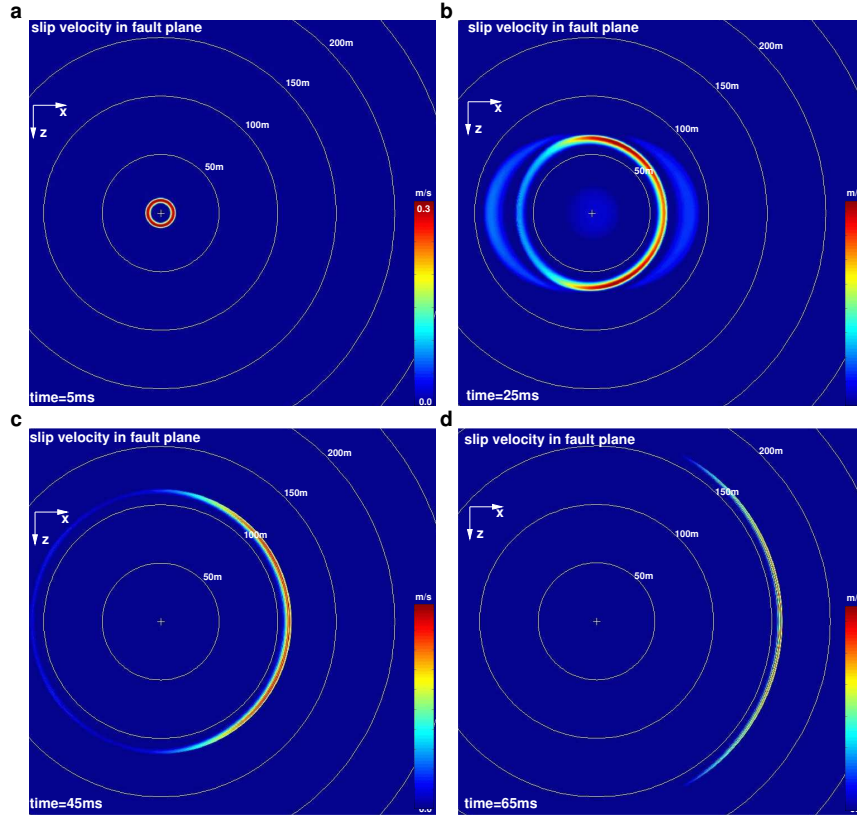 a
slip velocity in fault plane
200m
150m
100m
50m
x
z
m/s
0.3
0.0
time=5ms
b
slip velocity in fault plane
200m
150m
100m
50m
x
z
m/s
time=25ms
c
slip velocity in fault plane
200m
150m
100m
50m
x
z
m/s
time=45ms
d
slip velocity in fault plane
200m
150m
100m
50m
x
z
m/s
time=65ms